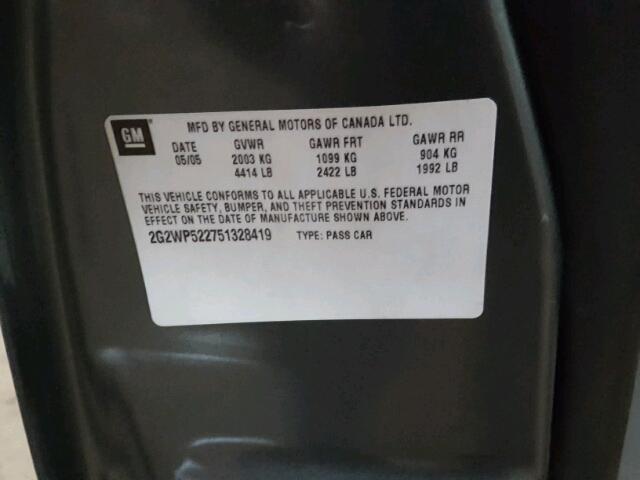 GM
MFD BY GENERAL MOTORS OF CANADA LTD.
DATE GVWR GAWR FRT GAWR RR
05/05 2003 KG 1099 KG 904 KG
4414 LB 2422 LB 1992 LB
THIS VEHICLE CONFORMS TO ALL APPLICABLE U.S. FEDERAL MOTOR
VEHICLE SAFETY, BUMPER, AND THEFT PREVENTION STANDARDS IN
EFFECT ON THE DATE OF MANUFACTURE SHOWN ABOVE.
2G2WP522751328419 TYPE: PASS CAR